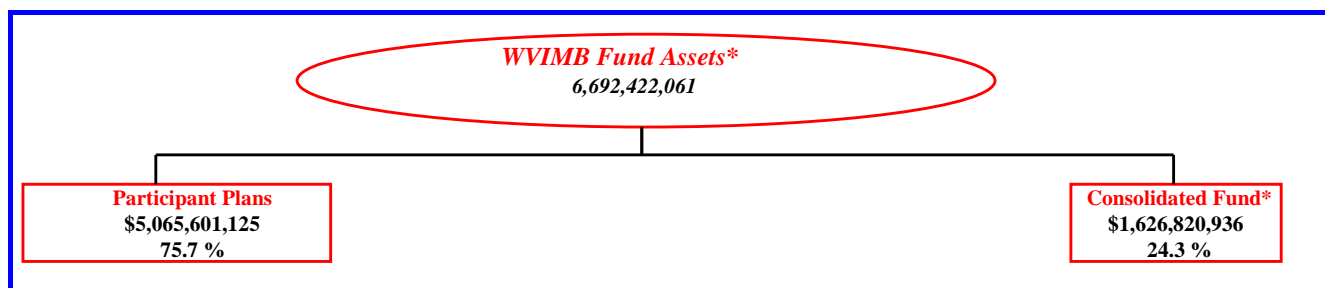 WVIMB Fund Assets*
6,692,422,061
Participant Plans
$5,065,601,125
75.7 %
Consolidated Fund*
$1,626,820,936
24.3 %